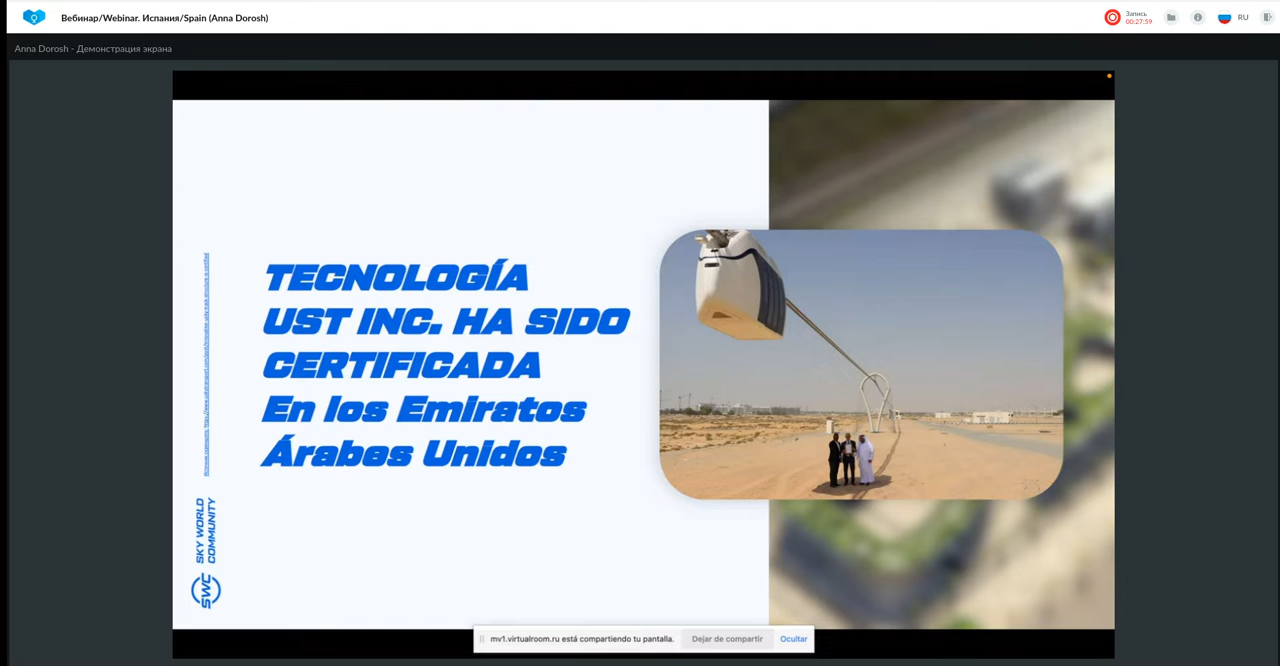 Вебинар/Webinar. Испания/Spain (Anna Dorosh)
Запись
00:27:59
RU
Anna Dorosh - Демонстрация экрана
TECNOLOGÍA
UST INC. HA SIDO
CERTIFICADA
En los Emiratos
Árabes Unidos
SKY WORLD
COMMUNITY
SWC
mv1.virtualroom.ru está compartiendo tu pantalla.
Dejar de compartir
Ocultar